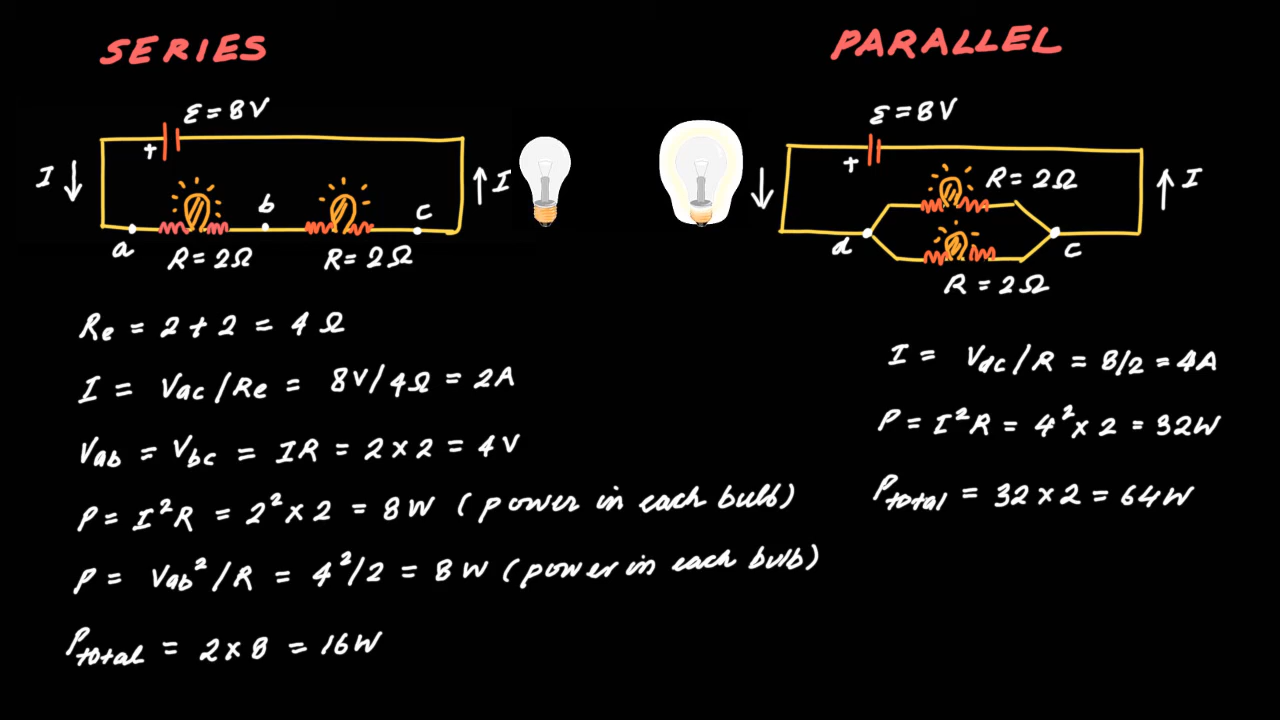 SERIES
ε = 8V
+
I
I
a
b
c
R = 2Ω
R = 2Ω
Re = 2 + 2 = 4 Ω
I = Vac / Re = 8V / 4Ω = 2A
Vab = Vbc = IR = 2 × 2 = 4V
P = I²R = 2² × 2 = 8W (power in each bulb)
P = Vab² / R = 4² / 2 = 8W (power in each bulb)
Ptotal = 2 × 8 = 16W
PARALLEL
ε = 8V
+
R = 2Ω
I
d
c
R = 2Ω
I = Vdc / R = 8/2 = 4A
P = I²R = 4² × 2 = 32W
Ptotal = 32 × 2 = 64W